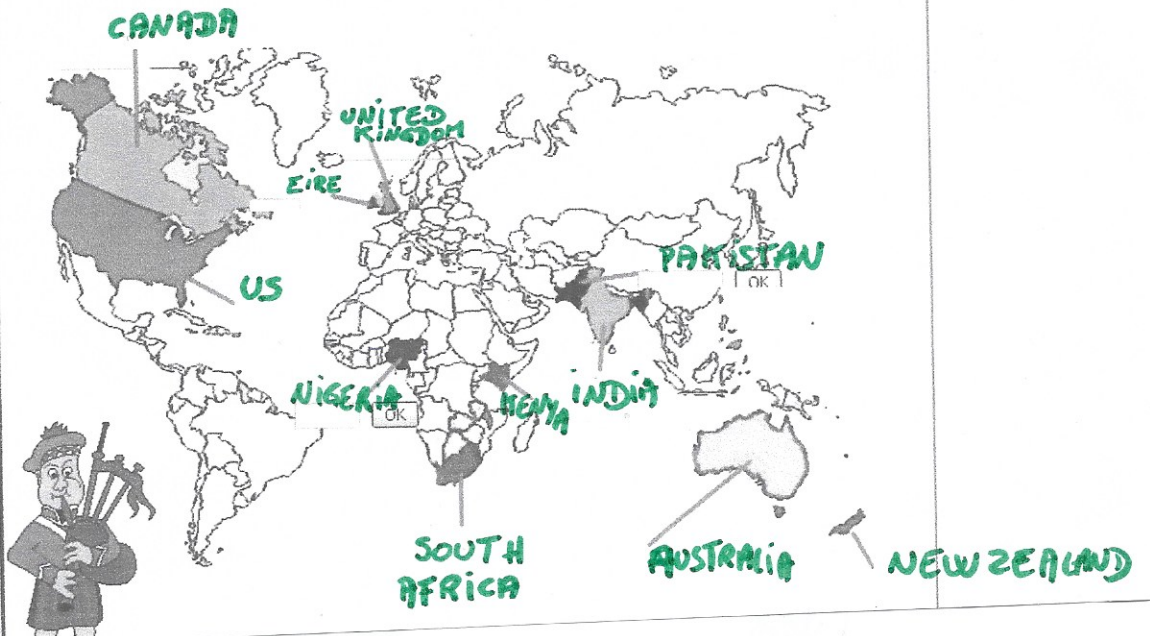 CANADA
UNITED
KINGDOM
EIRE
PAKISTAN
OK
US
NIGERIA
OK
KENYA
INDIA
SOUTH
AFRICA
AUSTRALIA
NEW ZEALAND